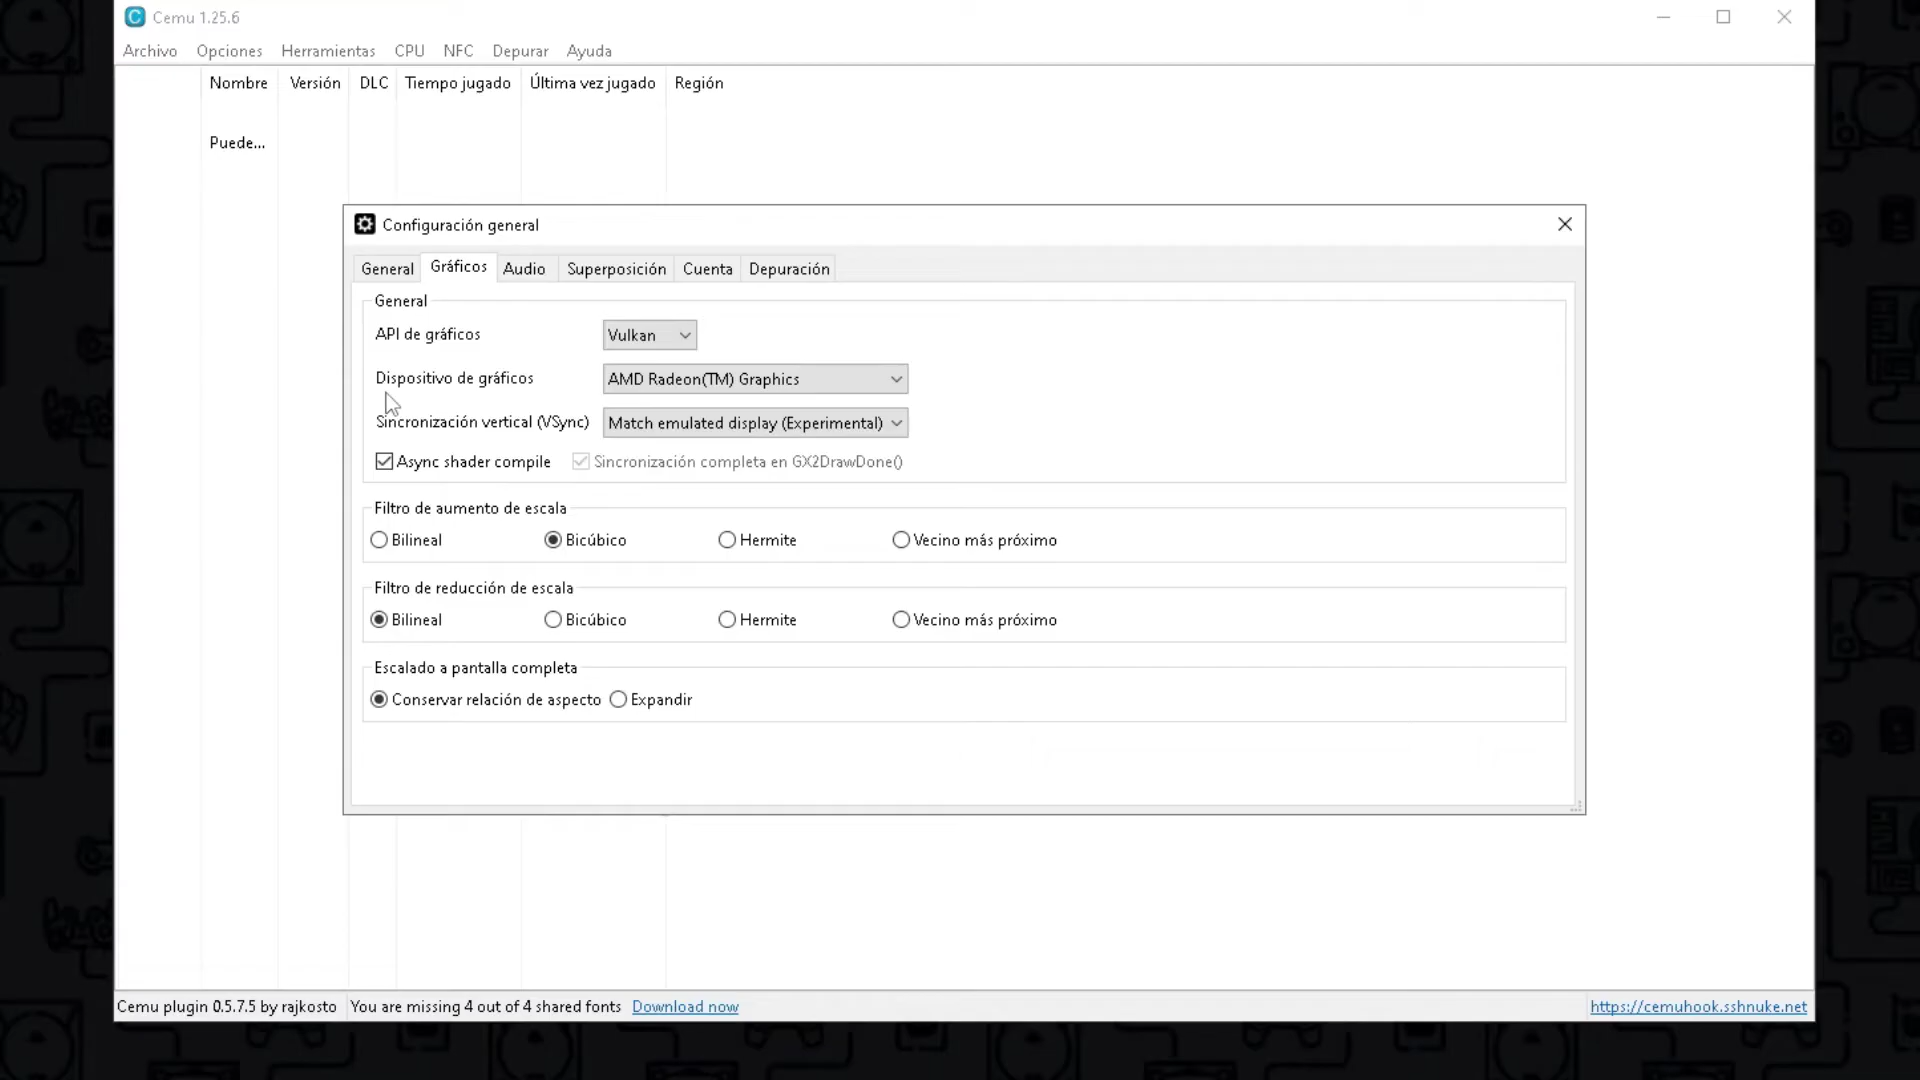 Cemu 1.25.6
Archivo Opciones Herramientas CPU NFC Depurar Ayuda
Nombre Versión DLC Tiempo jugado Última vez jugado Región
Puede...
Configuración general
General Gráficos Audio Superposición Cuenta Depuración
General
API de gráficos Vulkan
Dispositivo de gráficos AMD Radeon(TM) Graphics
Sincronización vertical (VSync) Match emulated display (Experimental)
Async shader compile Sincronización completa en GX2DrawDone()
Filtro de aumento de escala
Bilineal Bicúbico Hermite Vecino más próximo
Filtro de reducción de escala
Bilineal Bicúbico Hermite Vecino más próximo
Escalado a pantalla completa
Conservar relación de aspecto Expandir
Cemu plugin 0.5.7.5 by rajkosto You are missing 4 out of 4 shared fonts Download now https://cemuhook.sshnuke.net